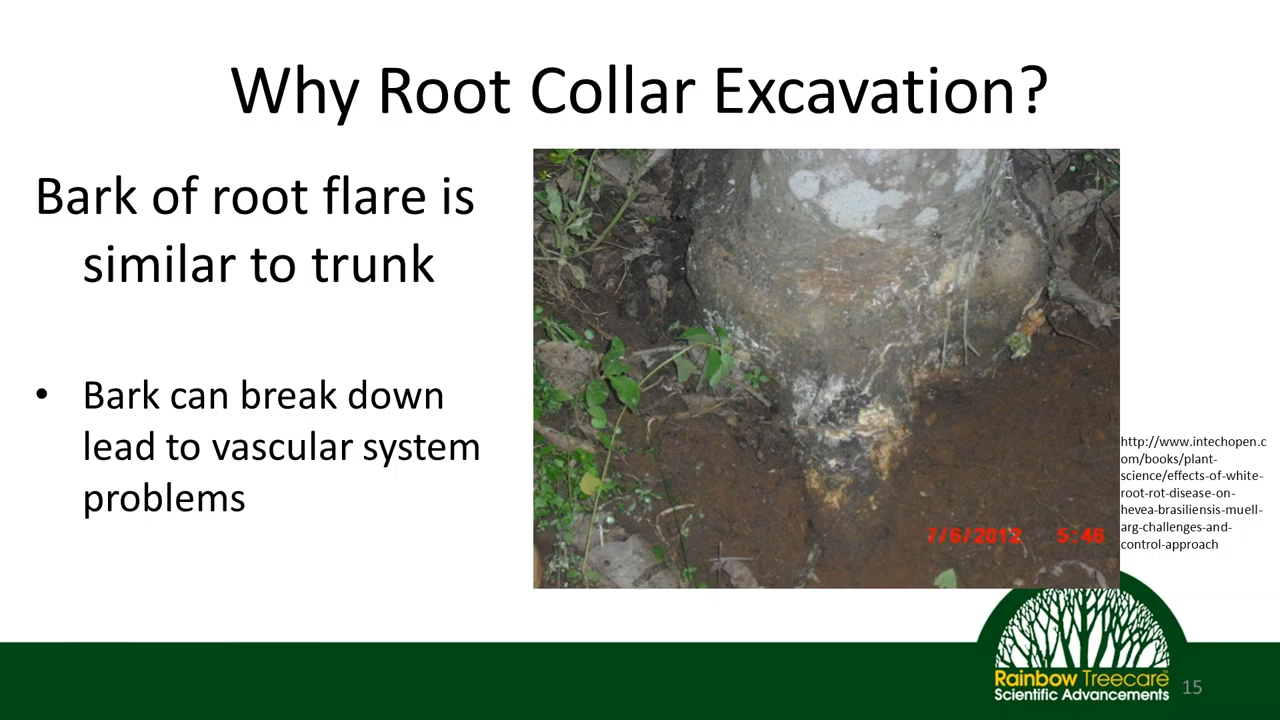 Why Root Collar Excavation?
Bark of root flare is
similar to trunk
• Bark can break down
lead to vascular system
problems
7/6/2012 5:46
http://www.intechopen.c
om/books/plant-
science/effects-of-white-
root-rot-disease-on-
hevea-brasiliensis-muell-
arg-challenges-and-
control-approach
Rainbow Treecare
Scientific Advancements
15